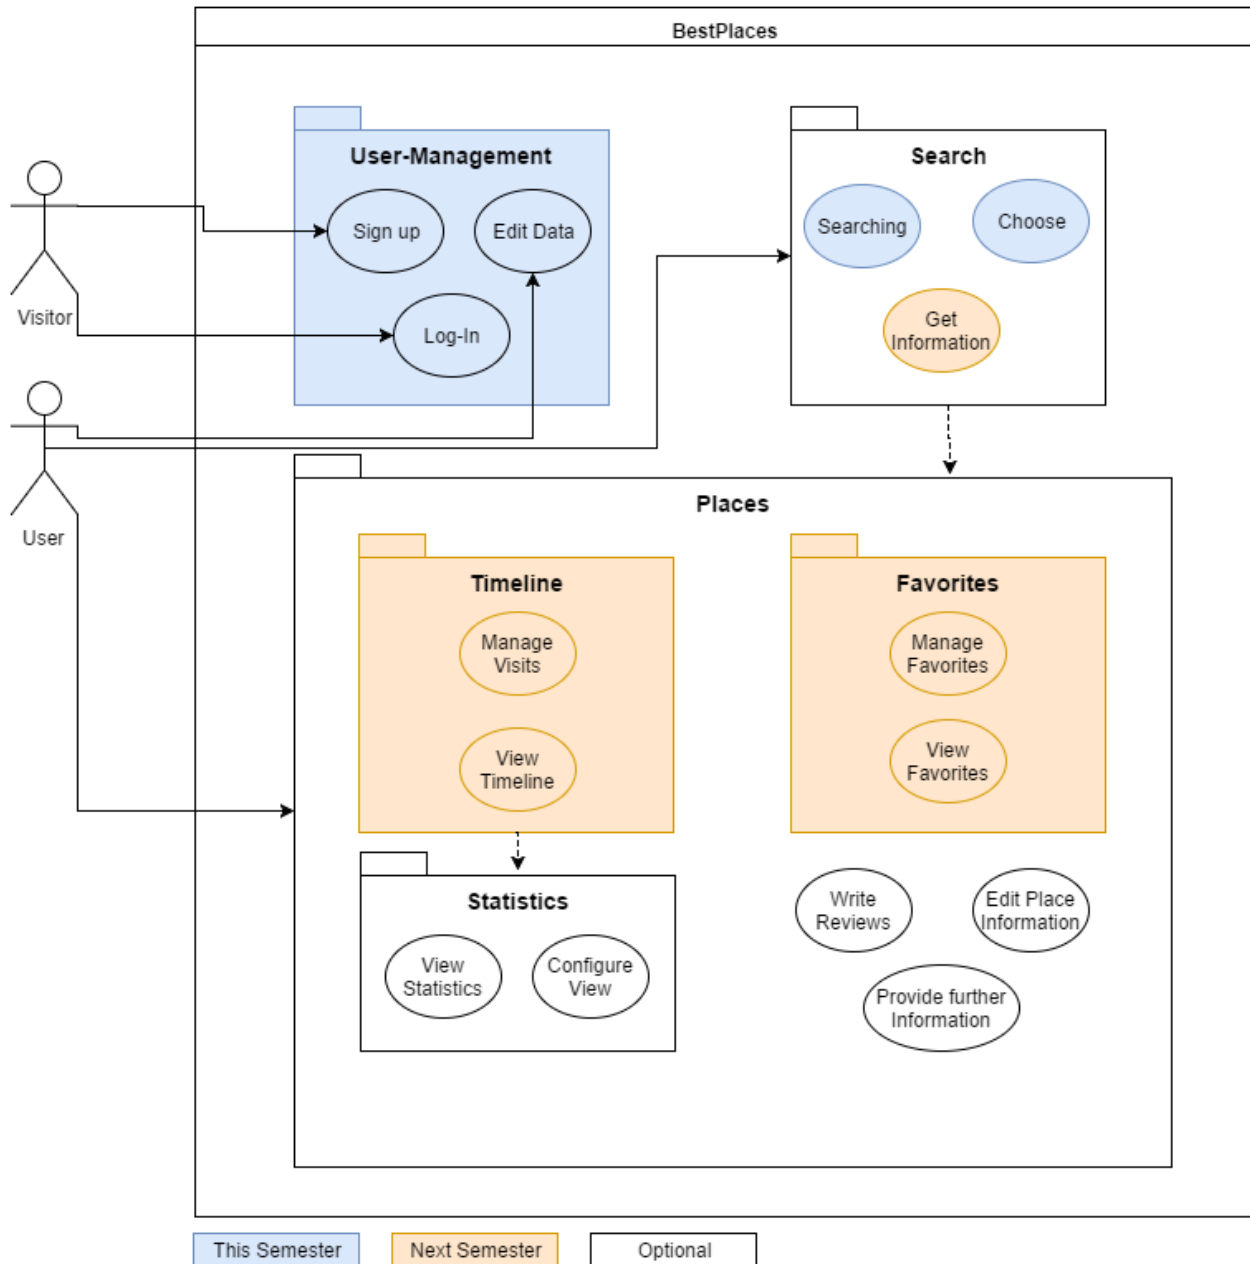 BestPlaces
User-Management
Search
Sign up
Edit Data
Searching
Choose
Log-In
Get
Information
Visitor
User
Places
Timeline
Favorites
Manage
Visits
Manage
Favorites
View
Timeline
View
Favorites
Statistics
Write
Reviews
Edit Place
Information
View
Statistics
Configure
View
Provide further
Information
This Semester
Next Semester
Optional